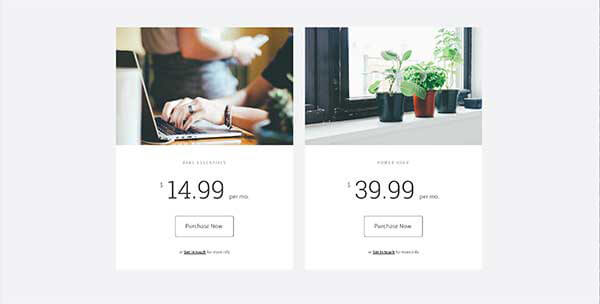 BARE ESSENTIALS
$ 14.99 per mo.
Purchase Now
or Get in touch for more info
POWER USER
$ 39.99 per mo.
Purchase Now
or Get in touch for more info